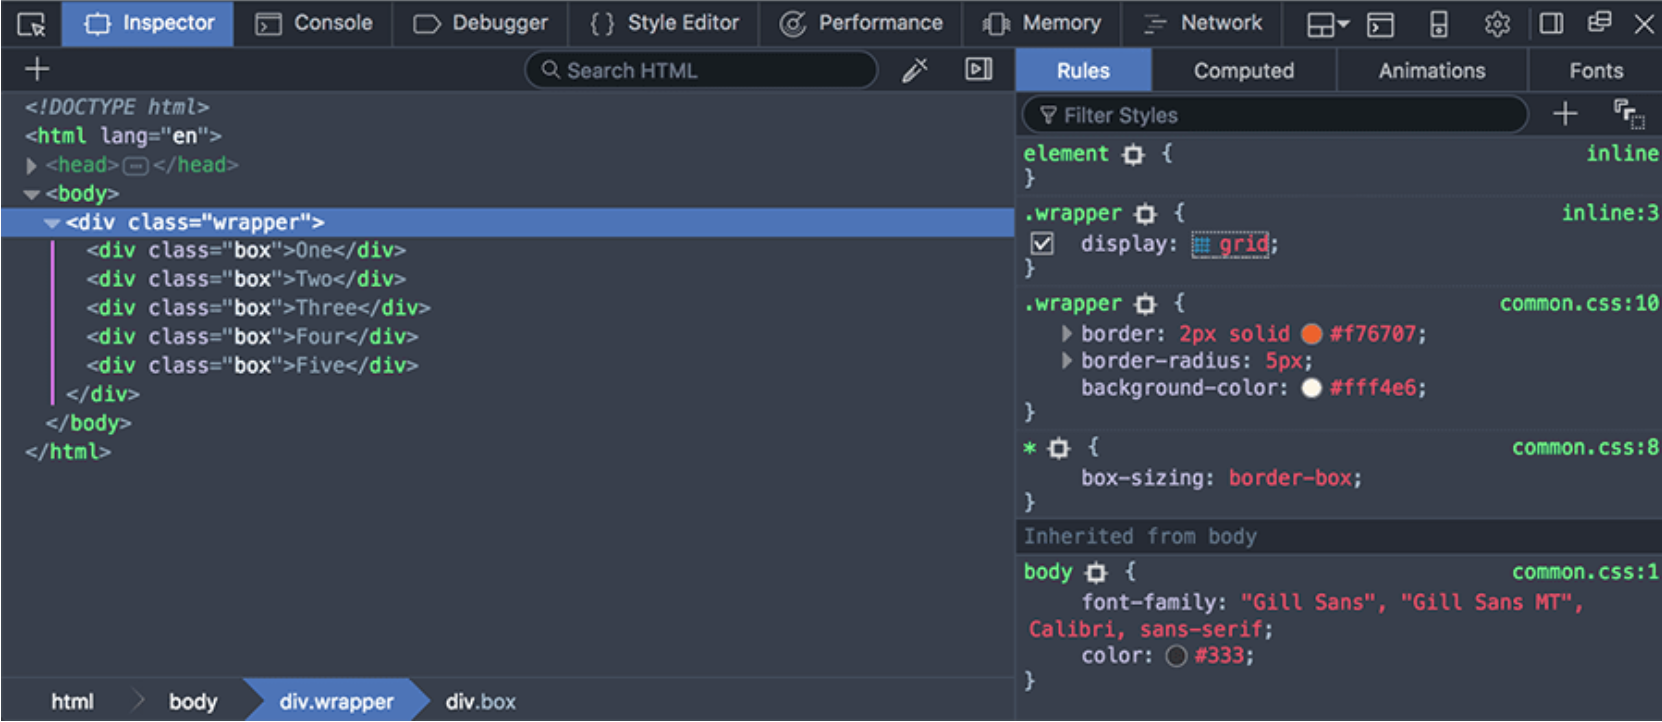 Inspector Console Debugger { } Style Editor Performance Memory Network
Search HTML
Rules Computed Animations Fonts
Filter Styles
<!DOCTYPE html>
<html lang="en">
<head>⋯</head>
<body>
<div class="wrapper">
<div class="box">One</div>
<div class="box">Two</div>
<div class="box">Three</div>
<div class="box">Four</div>
<div class="box">Five</div>
</div>
</body>
</html>
html body div.wrapper div.box
element { inline
}
.wrapper { inline:3
display: grid;
}
.wrapper { common.css:10
border: 2px solid #f76707;
border-radius: 5px;
background-color: #fff4e6;
}
* { common.css:8
box-sizing: border-box;
}
Inherited from body
body { common.css:1
font-family: "Gill Sans", "Gill Sans MT",
Calibri, sans-serif;
color: #333;
}